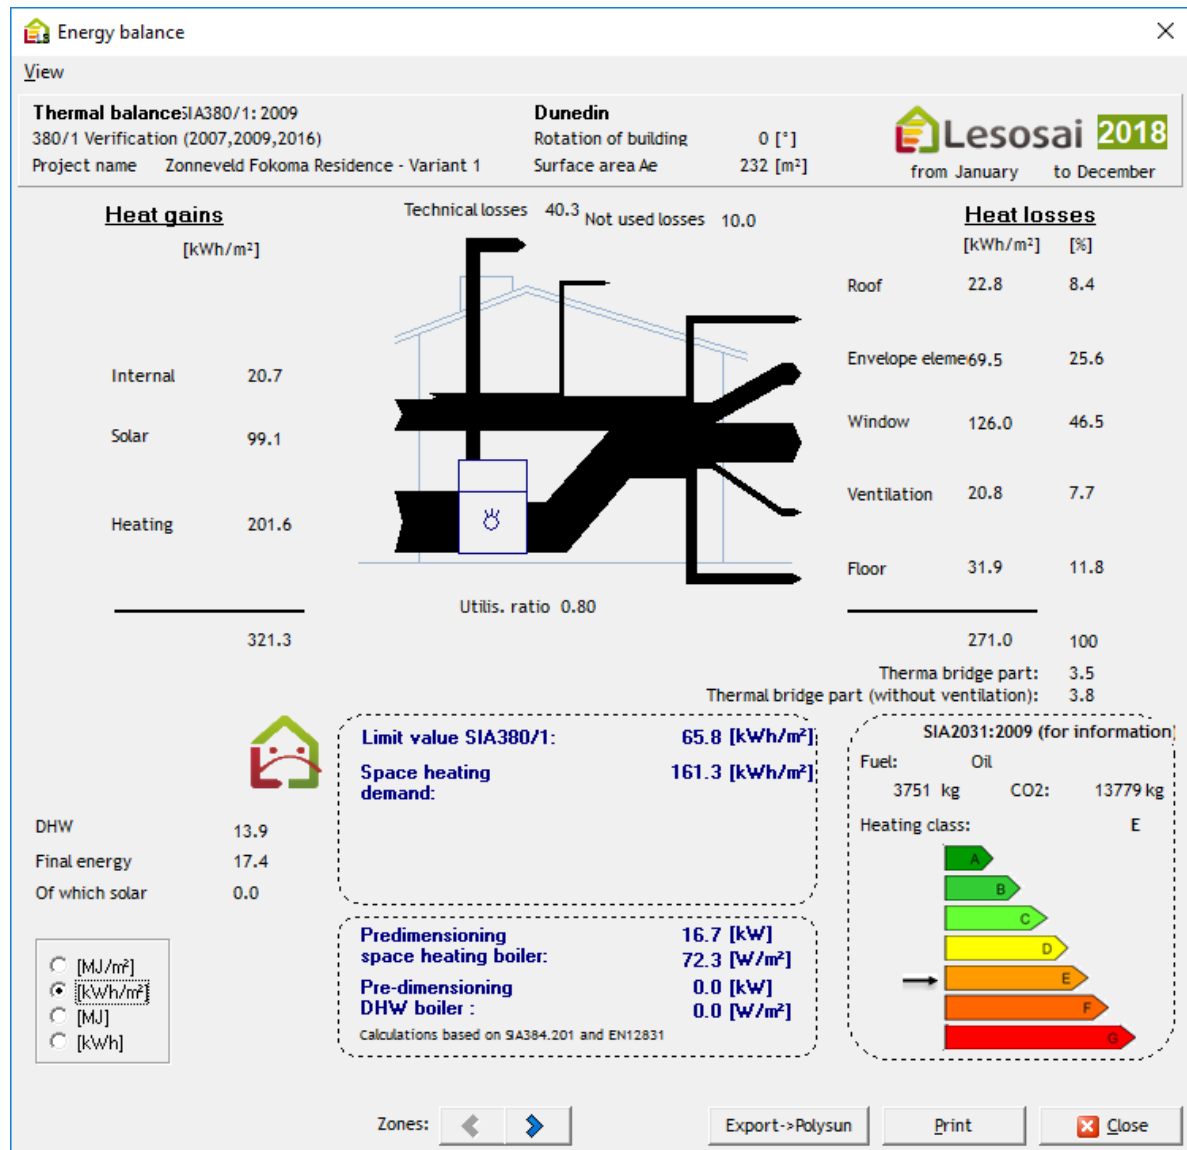 Energy balance
View
Thermal balance SIA380/1: 2009
380/1 Verification (2007,2009,2016)
Project name Zonneveld Fokoma Residence - Variant 1
Dunedin
Rotation of building 0 [°]
Surface area Ae 232 [m²]
Lesosai 2018
from January to December
Heat gains
[kWh/m²]
Technical losses 40.3
Not used losses 10.0
Heat losses
[kWh/m²] [%]
Roof 22.8 8.4
Internal 20.7
Envelope eleme 69.5 25.6
Solar 99.1
Window 126.0 46.5
Ventilation 20.8 7.7
Heating 201.6
Floor 31.9 11.8
Utilis. ratio 0.80
321.3
271.0 100
Therma bridge part: 3.5
Thermal bridge part (without ventilation): 3.8
Limit value SIA380/1: 65.8 [kWh/m²]
Space heating
demand: 161.3 [kWh/m²]
DHW 13.9
Final energy 17.4
Of which solar 0.0
SIA2031:2009 (for information)
Fuel: Oil
3751 kg CO2: 13779 kg
Heating class: E
A
B
C
D
E
F
G
Predimensioning
space heating boiler: 16.7 [kW]
72.3 [W/m²]
Pre-dimensioning
DHW boiler : 0.0 [kW]
0.0 [W/m²]
Calculations based on SIA384.201 and EN12831
[MJ/m²]
[kWh/m²]
[MJ]
[kWh]
Zones:
Export->Polysun
Print
Close